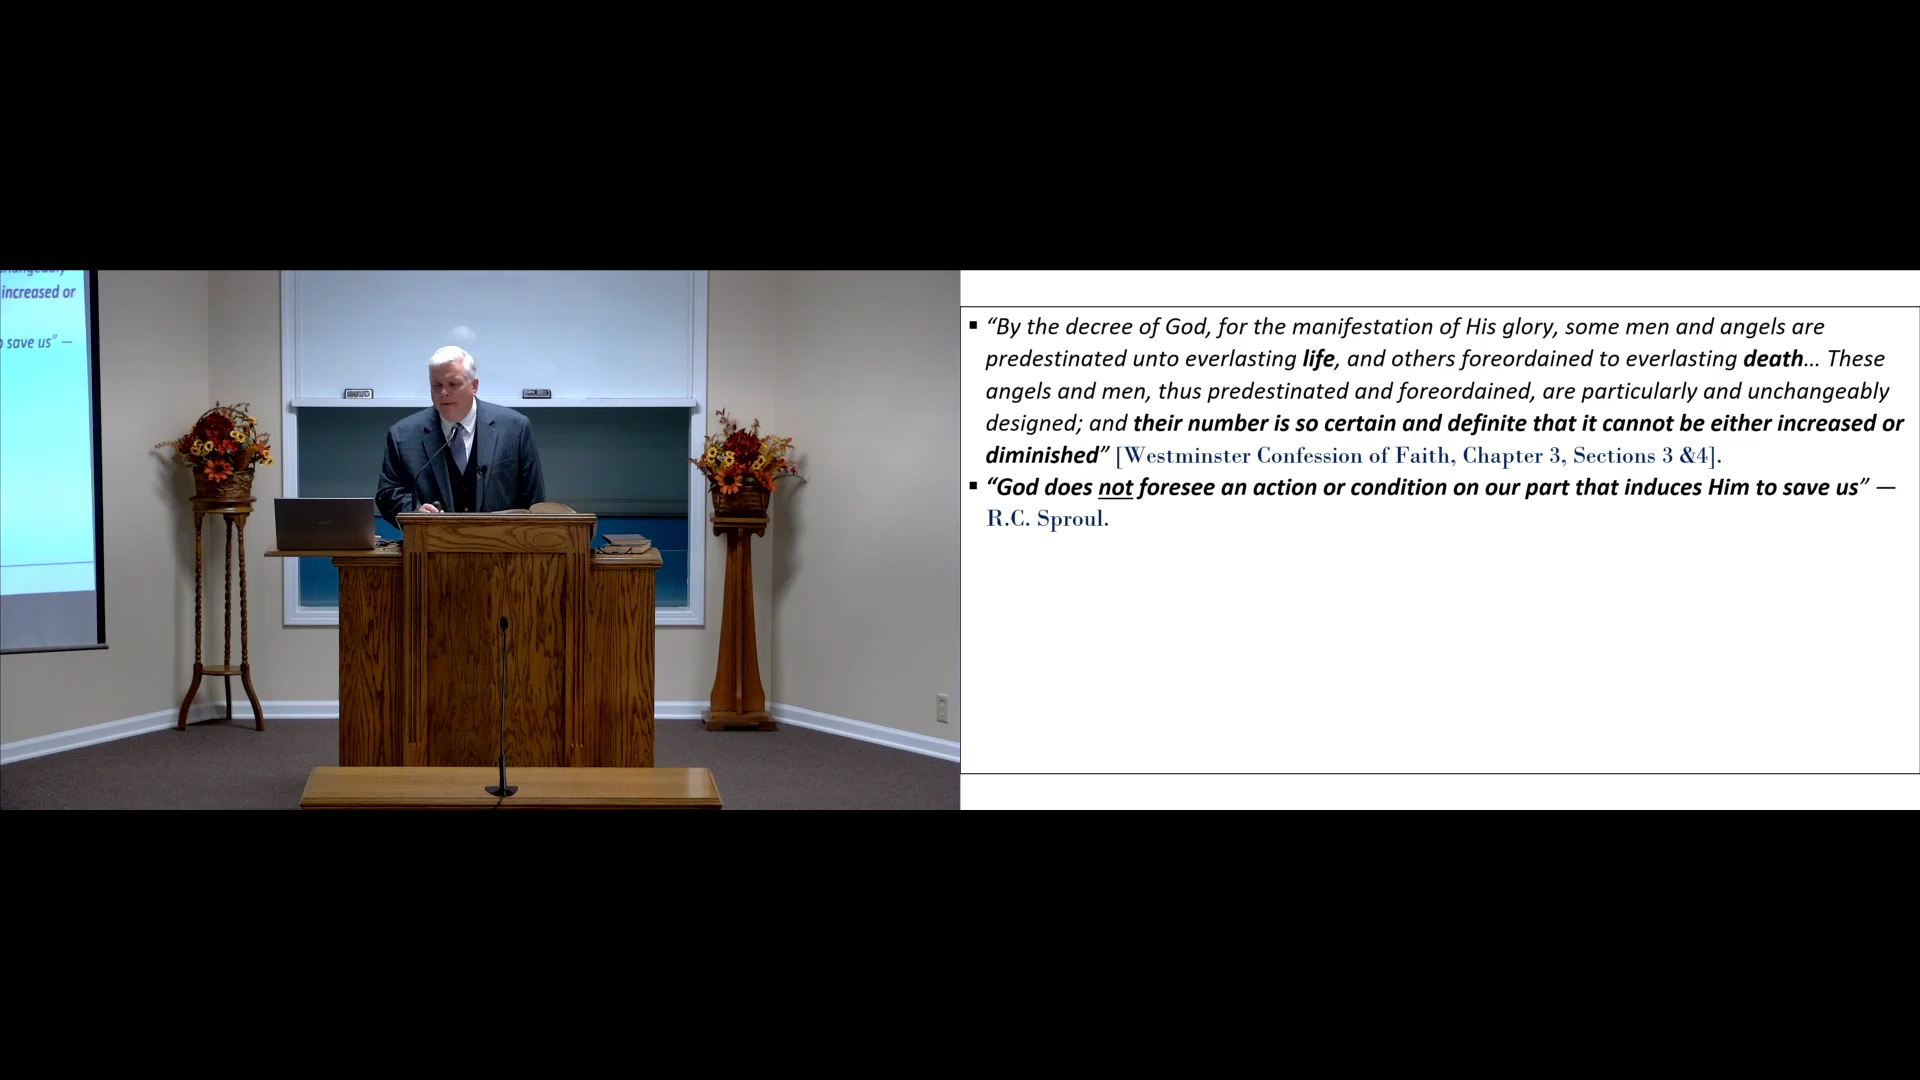 changeably
increased or
o save us” —
▪ “By the decree of God, for the manifestation of His glory, some men and angels are
predestinated unto everlasting life, and others foreordained to everlasting death… These
angels and men, thus predestinated and foreordained, are particularly and unchangeably
designed; and their number is so certain and definite that it cannot be either increased or
diminished” [Westminster Confession of Faith, Chapter 3, Sections 3 &4].
▪ “God does not foresee an action or condition on our part that induces Him to save us” —
R.C. Sproul.